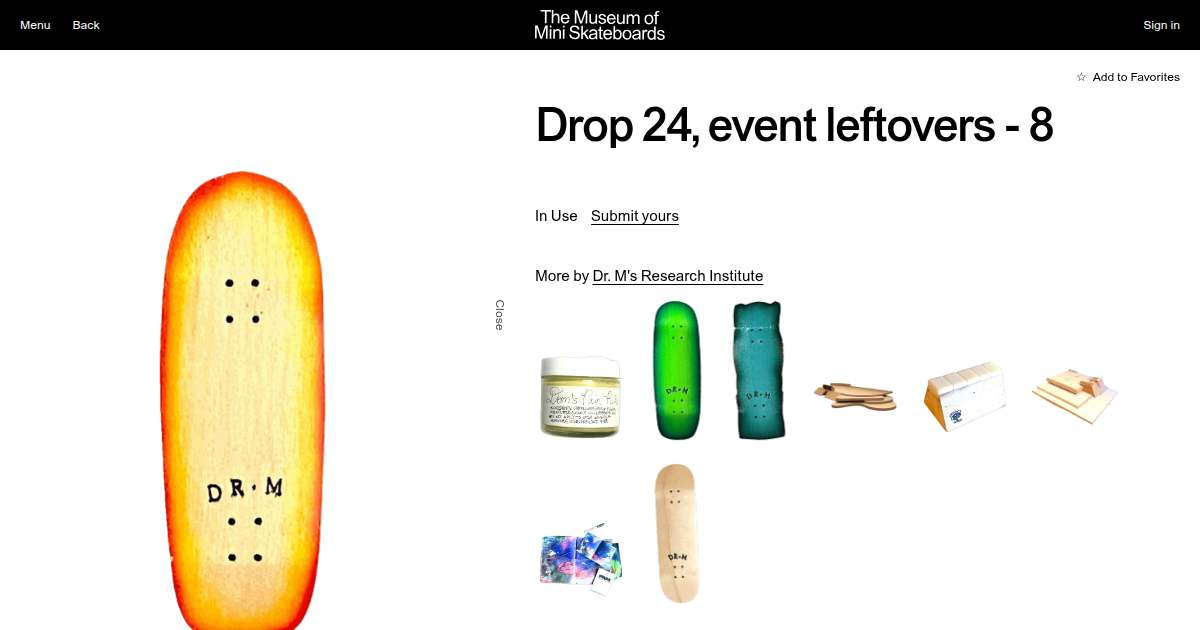 Menu
Back
The Museum of
Mini Skateboards
Sign in
☆ Add to Favorites
Drop 24, event leftovers - 8
In Use Submit yours
More by Dr. M's Research Institute
Close
DR·M
DR·M
DR·M
DR·M